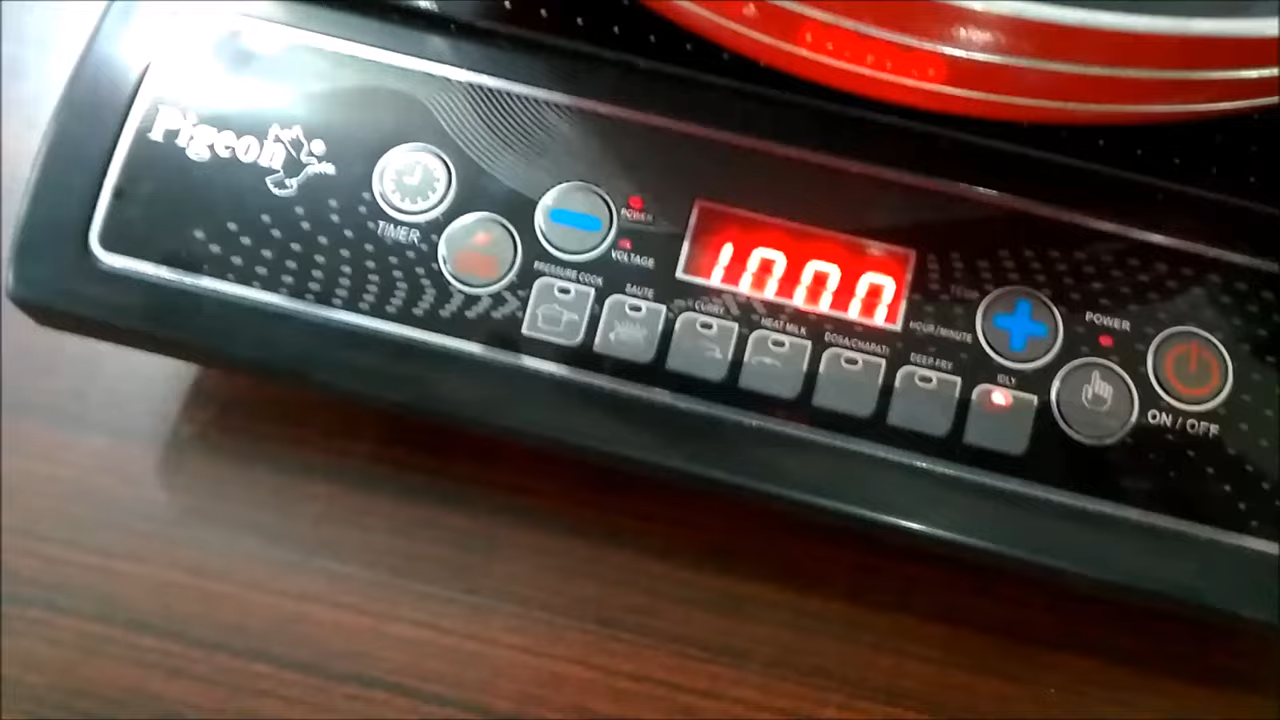 Pigeon
TIMER
POWER
VOLTAGE
1000
HOUR/MINUTE
POWER
ON / OFF
PRESSURE COOK
SAUTE
CURRY
HEAT MILK
DOSA/CHAPATI
DEEP FRY
IDLY